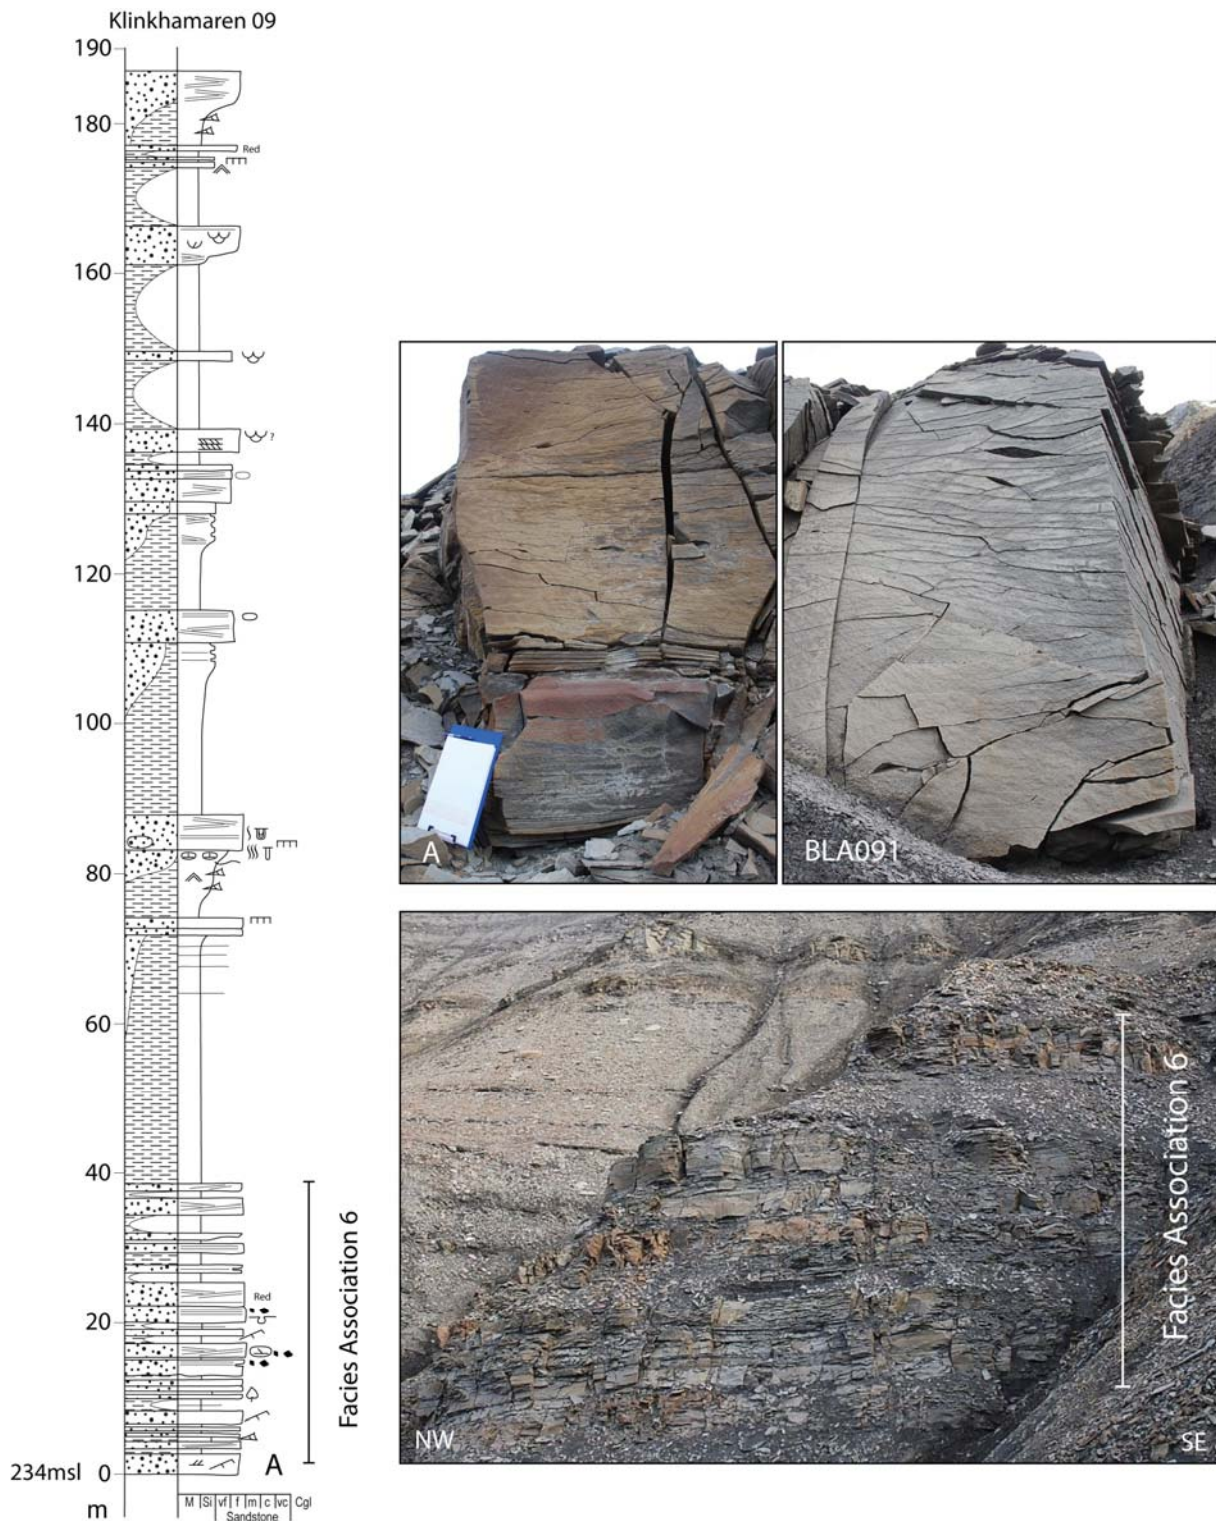 Klinkhamaren 09
190
180
Red
160
140
?
120
100
80
60
40
Red
20
234msl 0
m
A
M Si vf f m c vc Cgl
Sandstone
Facies Association 6
A
BLA091
Facies Association 6
NW
SE